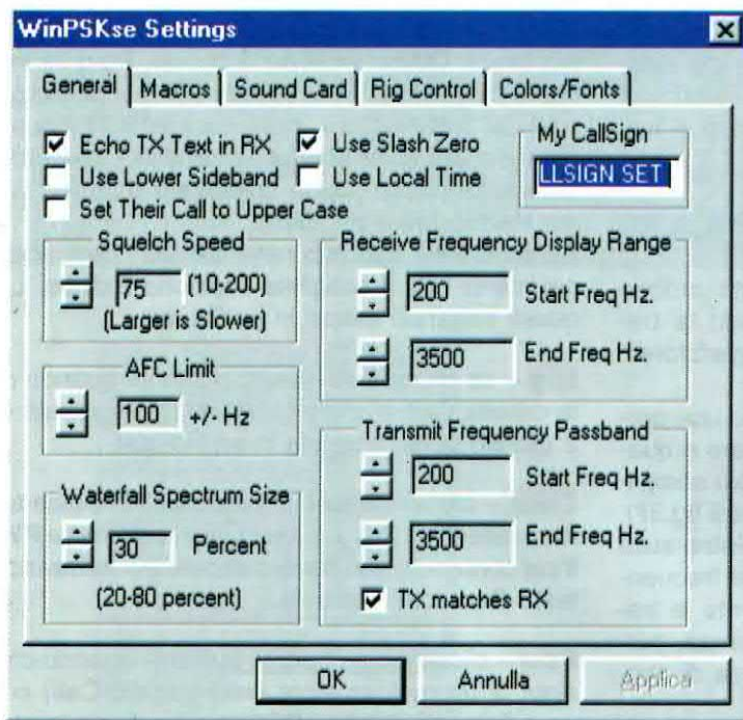 WinPSKse Settings
General Macros Sound Card Rig Control Colors/Fonts
Echo TX Text in RX Use Slash Zero
Use Lower Sideband Use Local Time
Set Their Call to Upper Case
My CallSign
LLSIGN SET
Squelch Speed
75 (10-200)
(Larger is Slower)
AFC Limit
100 +/- Hz
Waterfall Spectrum Size
30 Percent
(20-80 percent)
Receive Frequency Display Range
200 Start Freq Hz.
3500 End Freq Hz.
Transmit Frequency Passband
200 Start Freq Hz.
3500 End Freq Hz.
TX matches RX
OK Annulla Applica